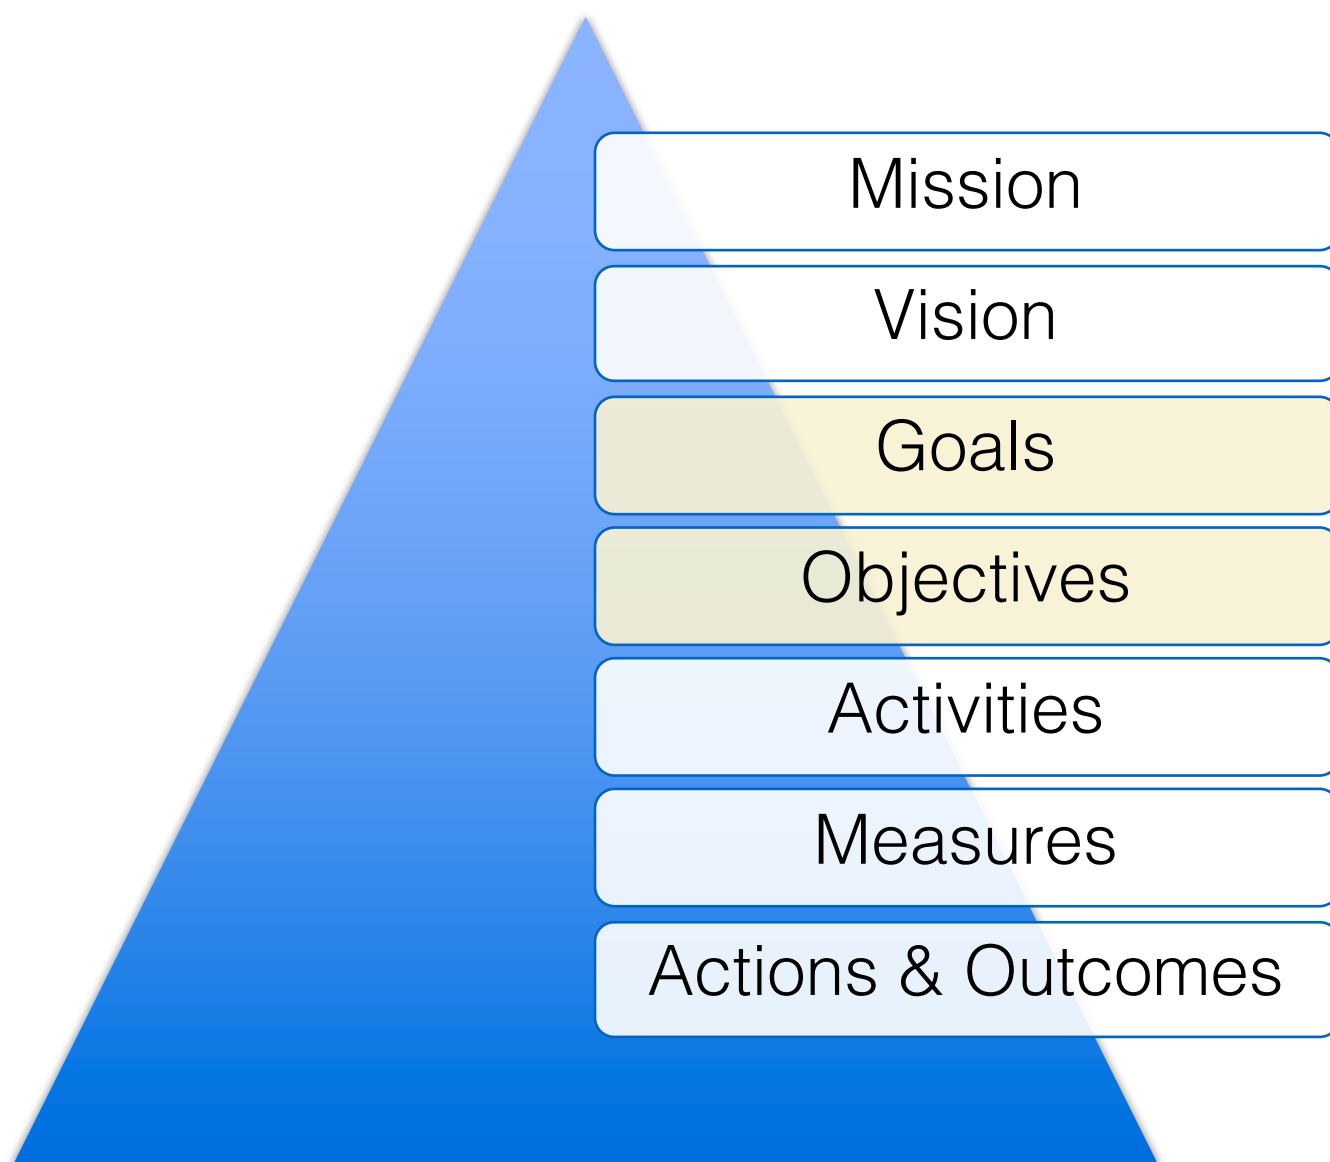 Mission
Vision
Goals
Objectives
Activities
Measures
Actions & Outcomes